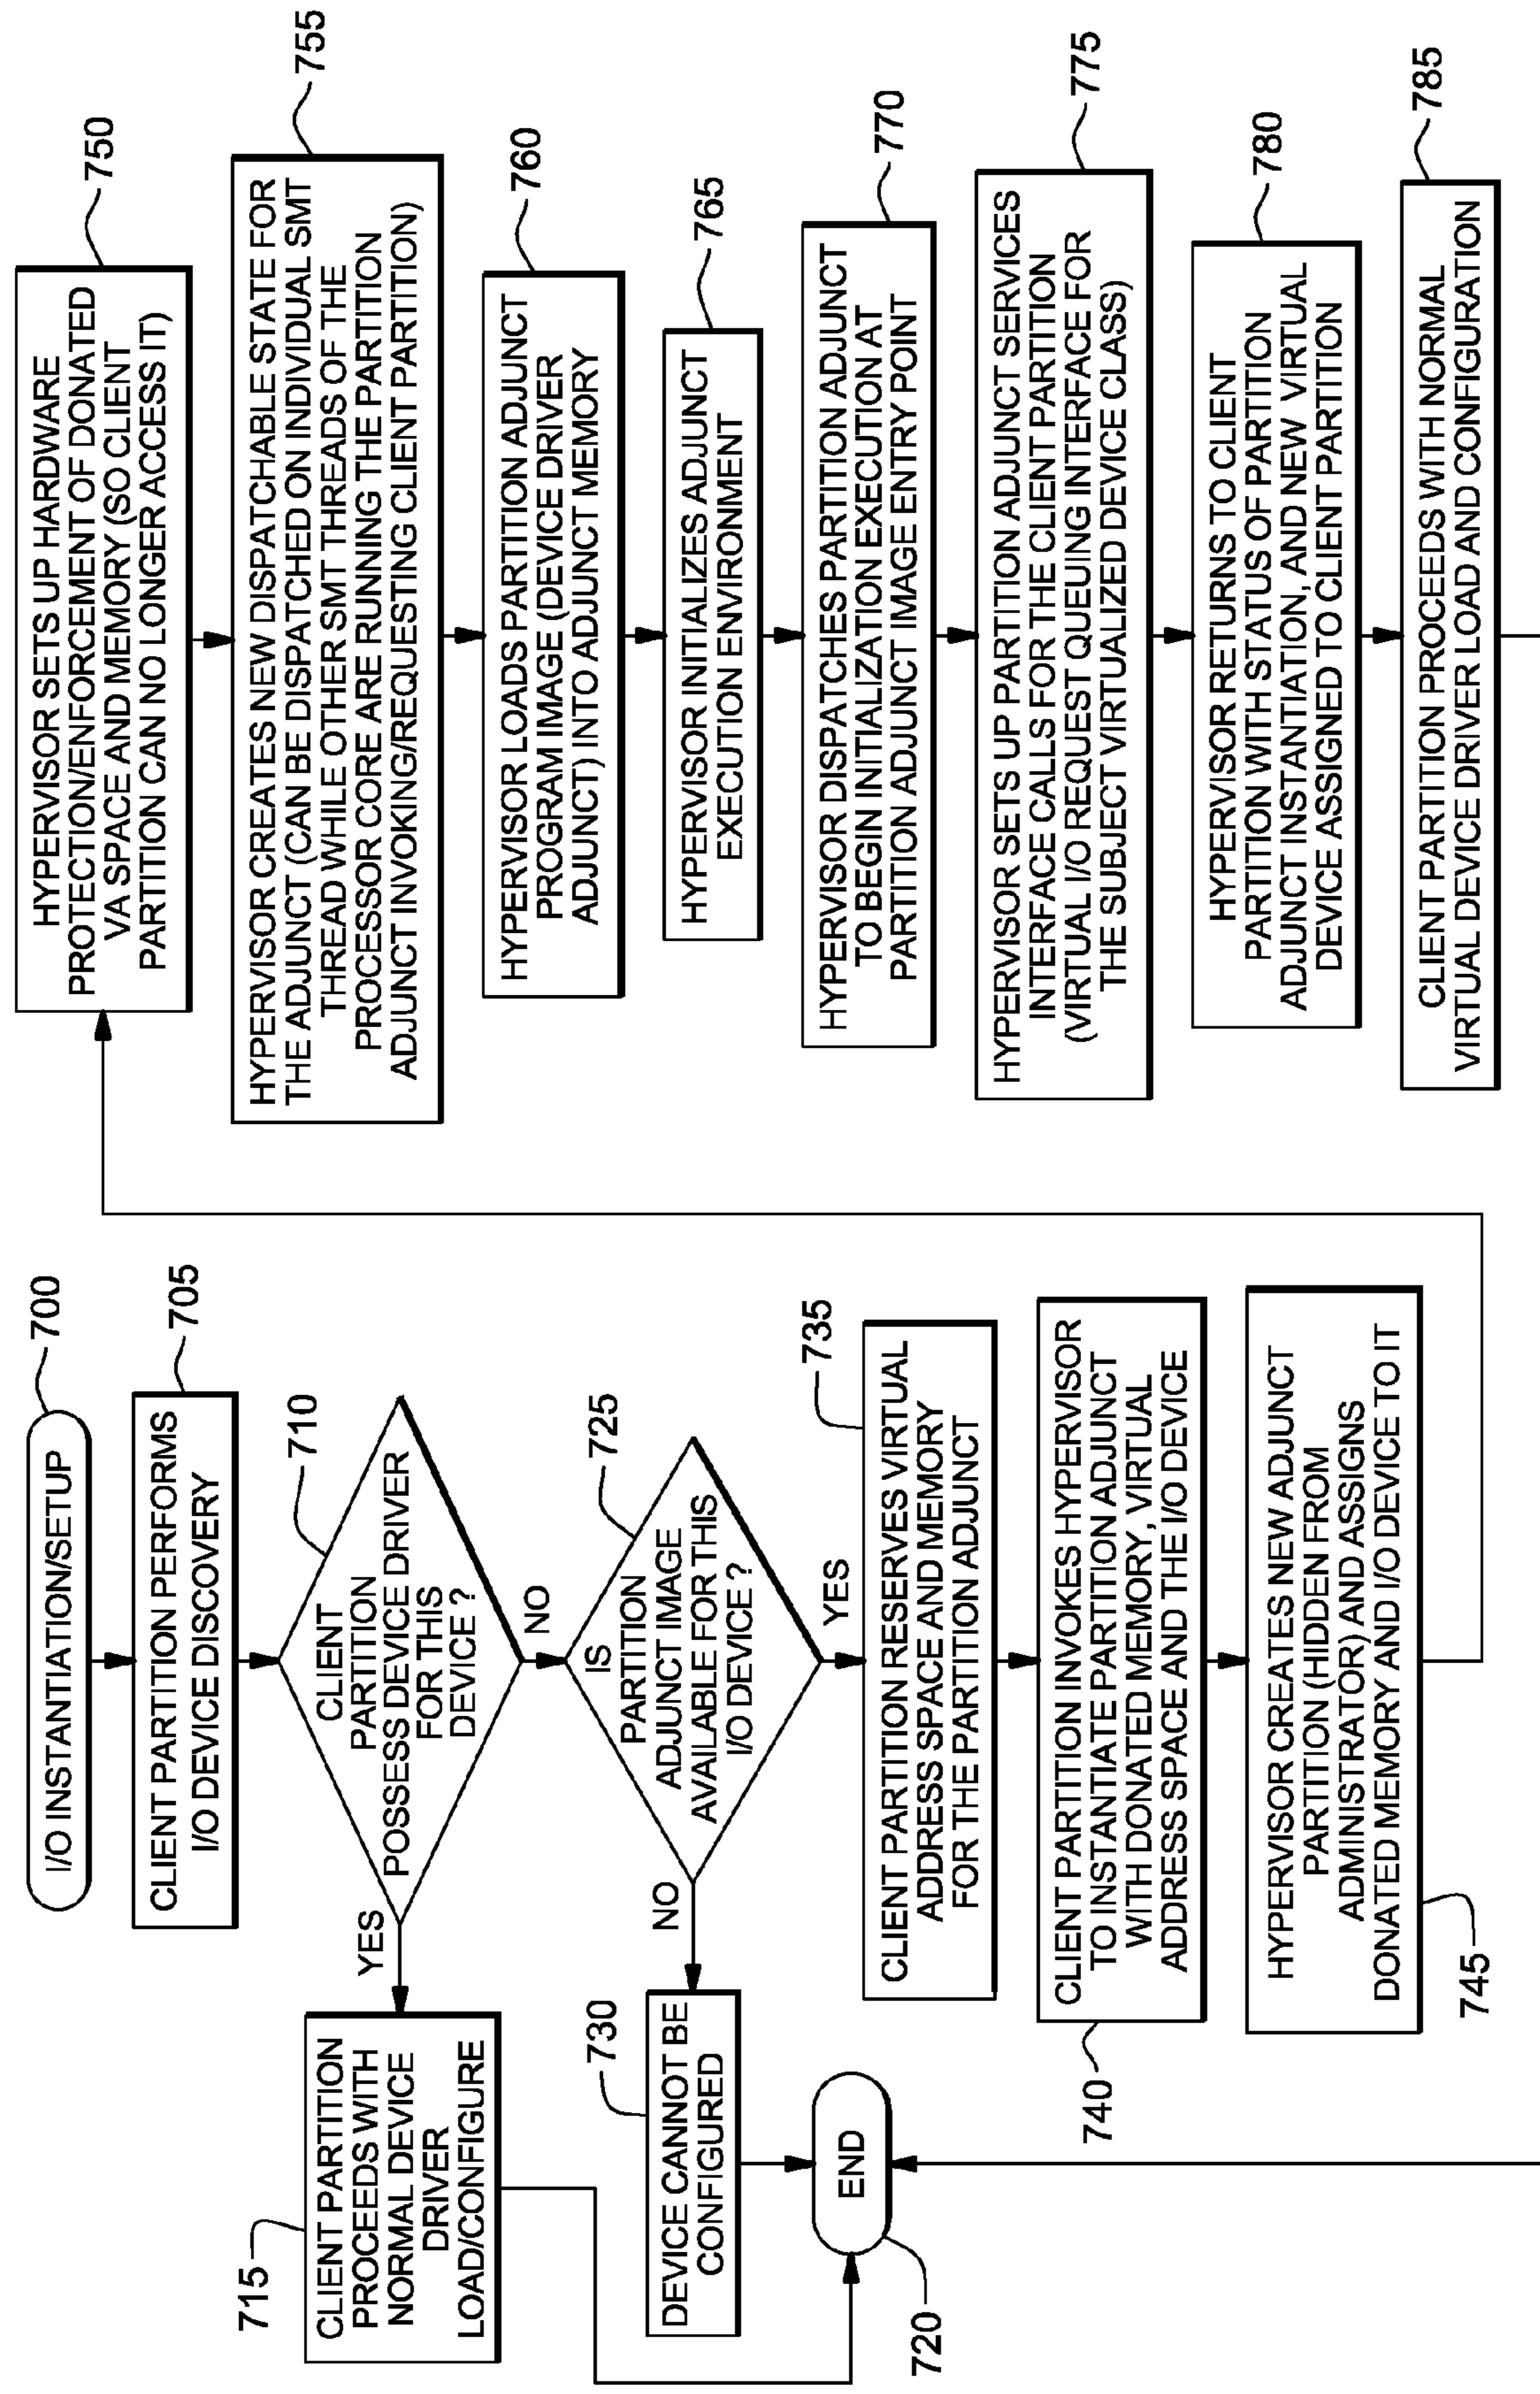 700
I/O INSTANTIATION/SETUP
705
CLIENT PARTITION PERFORMS
I/O DEVICE DISCOVERY
710
CLIENT
PARTITION
POSSESS DEVICE DRIVER
FOR THIS
DEVICE ?
YES
NO
715
CLIENT PARTITION
PROCEEDS WITH
NORMAL DEVICE
DRIVER
LOAD/CONFIGURE
725
IS
PARTITION
ADJUNCT IMAGE
AVAILABLE FOR THIS
I/O DEVICE ?
NO
YES
730
DEVICE CANNOT BE
CONFIGURED
END
720
735
CLIENT PARTITION RESERVES VIRTUAL
ADDRESS SPACE AND MEMORY
FOR THE PARTITION ADJUNCT
740
CLIENT PARTITION INVOKES HYPERVISOR
TO INSTANTIATE PARTITION ADJUNCT
WITH DONATED MEMORY, VIRTUAL
ADDRESS SPACE AND THE I/O DEVICE
745
HYPERVISOR CREATES NEW ADJUNCT
PARTITION (HIDDEN FROM
ADMINISTRATOR) AND ASSIGNS
DONATED MEMORY AND I/O DEVICE TO IT
750
HYPERVISOR SETS UP HARDWARE
PROTECTION/ENFORCEMENT OF DONATED
VA SPACE AND MEMORY (SO CLIENT
PARTITION CAN NO LONGER ACCESS IT)
755
HYPERVISOR CREATES NEW DISPATCHABLE STATE FOR
THE ADJUNCT (CAN BE DISPATCHED ON INDIVIDUAL SMT
THREAD WHILE OTHER SMT THREADS OF THE
PROCESSOR CORE ARE RUNNING THE PARTITION
ADJUNCT INVOKING/REQUESTING CLIENT PARTITION)
760
HYPERVISOR LOADS PARTITION ADJUNCT
PROGRAM IMAGE (DEVICE DRIVER
ADJUNCT) INTO ADJUNCT MEMORY
765
HYPERVISOR INITIALIZES ADJUNCT
EXECUTION ENVIRONMENT
770
HYPERVISOR DISPATCHES PARTITION ADJUNCT
TO BEGIN INITIALIZATION EXECUTION AT
PARTITION ADJUNCT IMAGE ENTRY POINT
775
HYPERVISOR SETS UP PARTITION ADJUNCT SERVICES
INTERFACE CALLS FOR THE CLIENT PARTITION
(VIRTUAL I/O REQUEST QUEUING INTERFACE FOR
THE SUBJECT VIRTUALIZED DEVICE CLASS)
780
HYPERVISOR RETURNS TO CLIENT
PARTITION WITH STATUS OF PARTITION
ADJUNCT INSTANTIATION, AND NEW VIRTUAL
DEVICE ASSIGNED TO CLIENT PARTITION
785
CLIENT PARTITION PROCEEDS WITH NORMAL
VIRTUAL DEVICE DRIVER LOAD AND CONFIGURATION